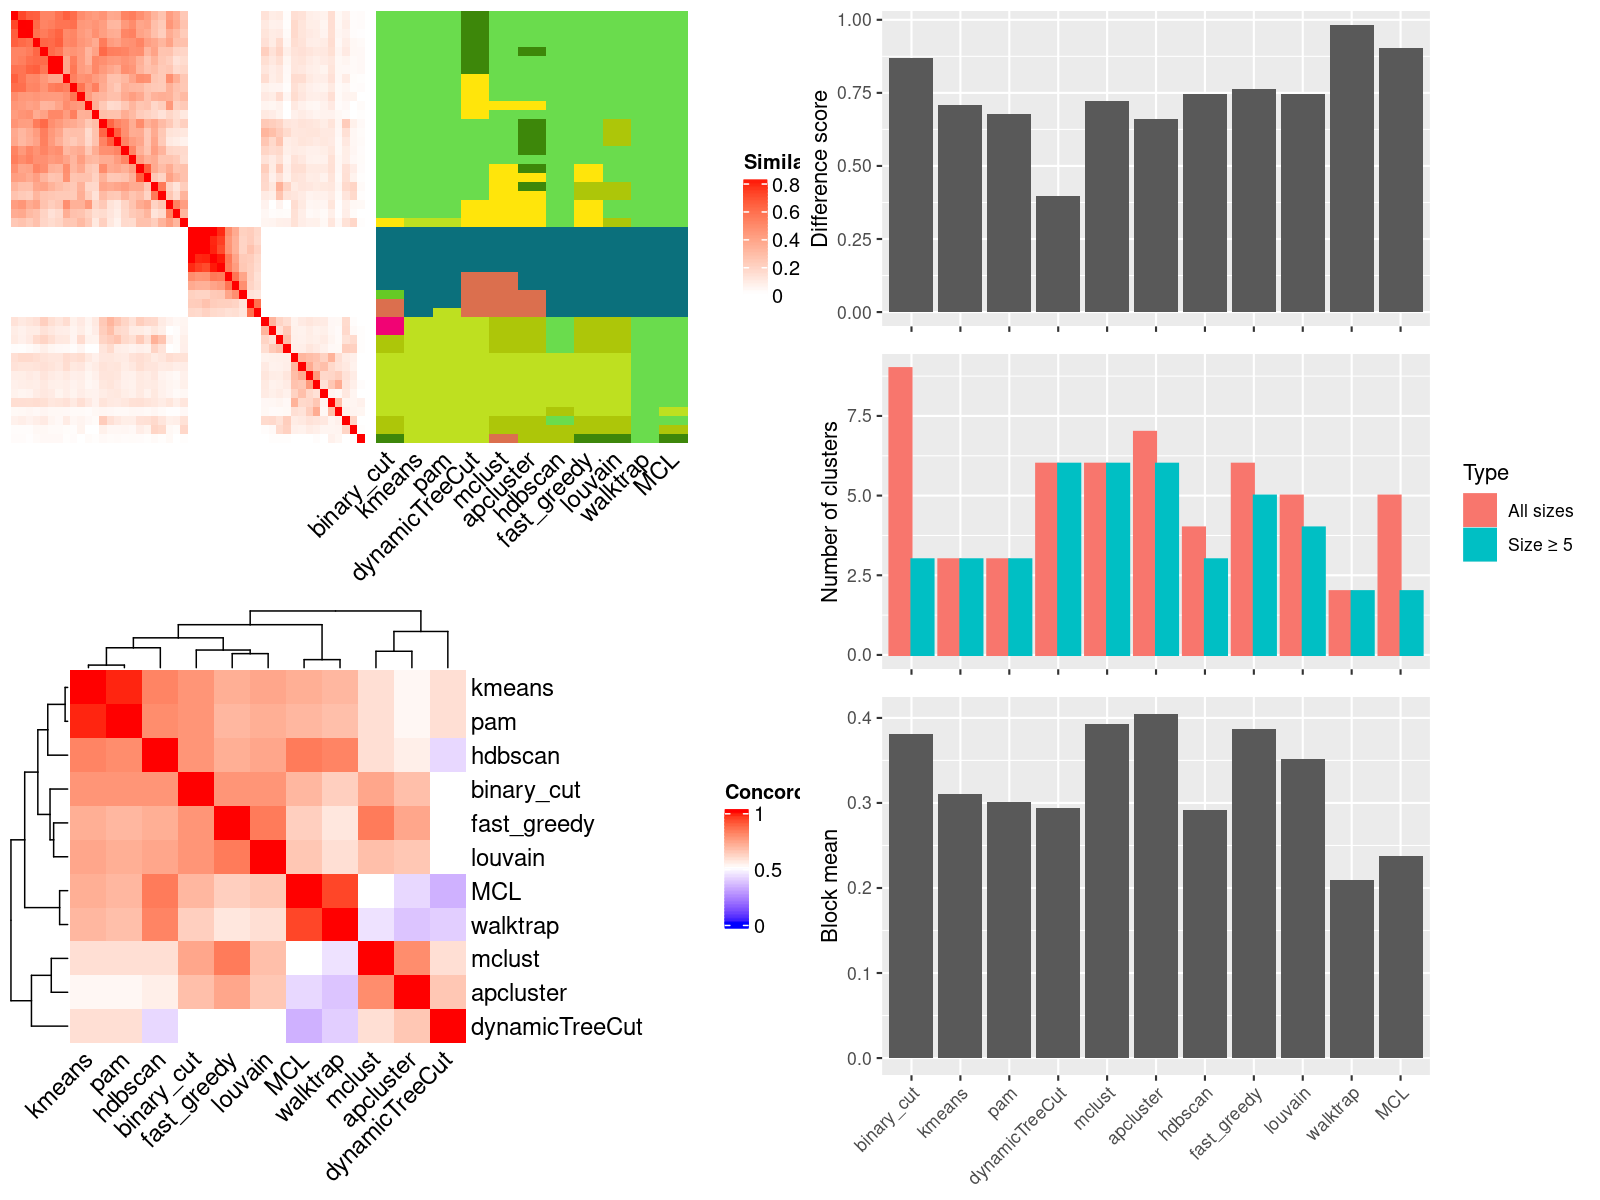 Simila
0.8
0.6
0.4
0.2
0
binary_cut
kmeans
pam
dynamicTreeCut
mclust
apcluster
hdbscan
fast_greedy
louvain
walktrap
MCL
Difference score
1.00
0.75
0.50
0.25
0.00
Number of clusters
7.5
5.0
2.5
0.0
Type
All sizes
Size ≥ 5
kmeans
pam
hdbscan
binary_cut
fast_greedy
louvain
MCL
walktrap
mclust
apcluster
dynamicTreeCut
kmeans
pam
hdbscan
binary_cut
fast_greedy
louvain
MCL
walktrap
mclust
apcluster
dynamicTreeCut
Concord
1
0.5
0
Block mean
0.4
0.3
0.2
0.1
0.0
binary_cut
kmeans
pam
dynamicTreeCut
mclust
apcluster
hdbscan
fast_greedy
louvain
walktrap
MCL